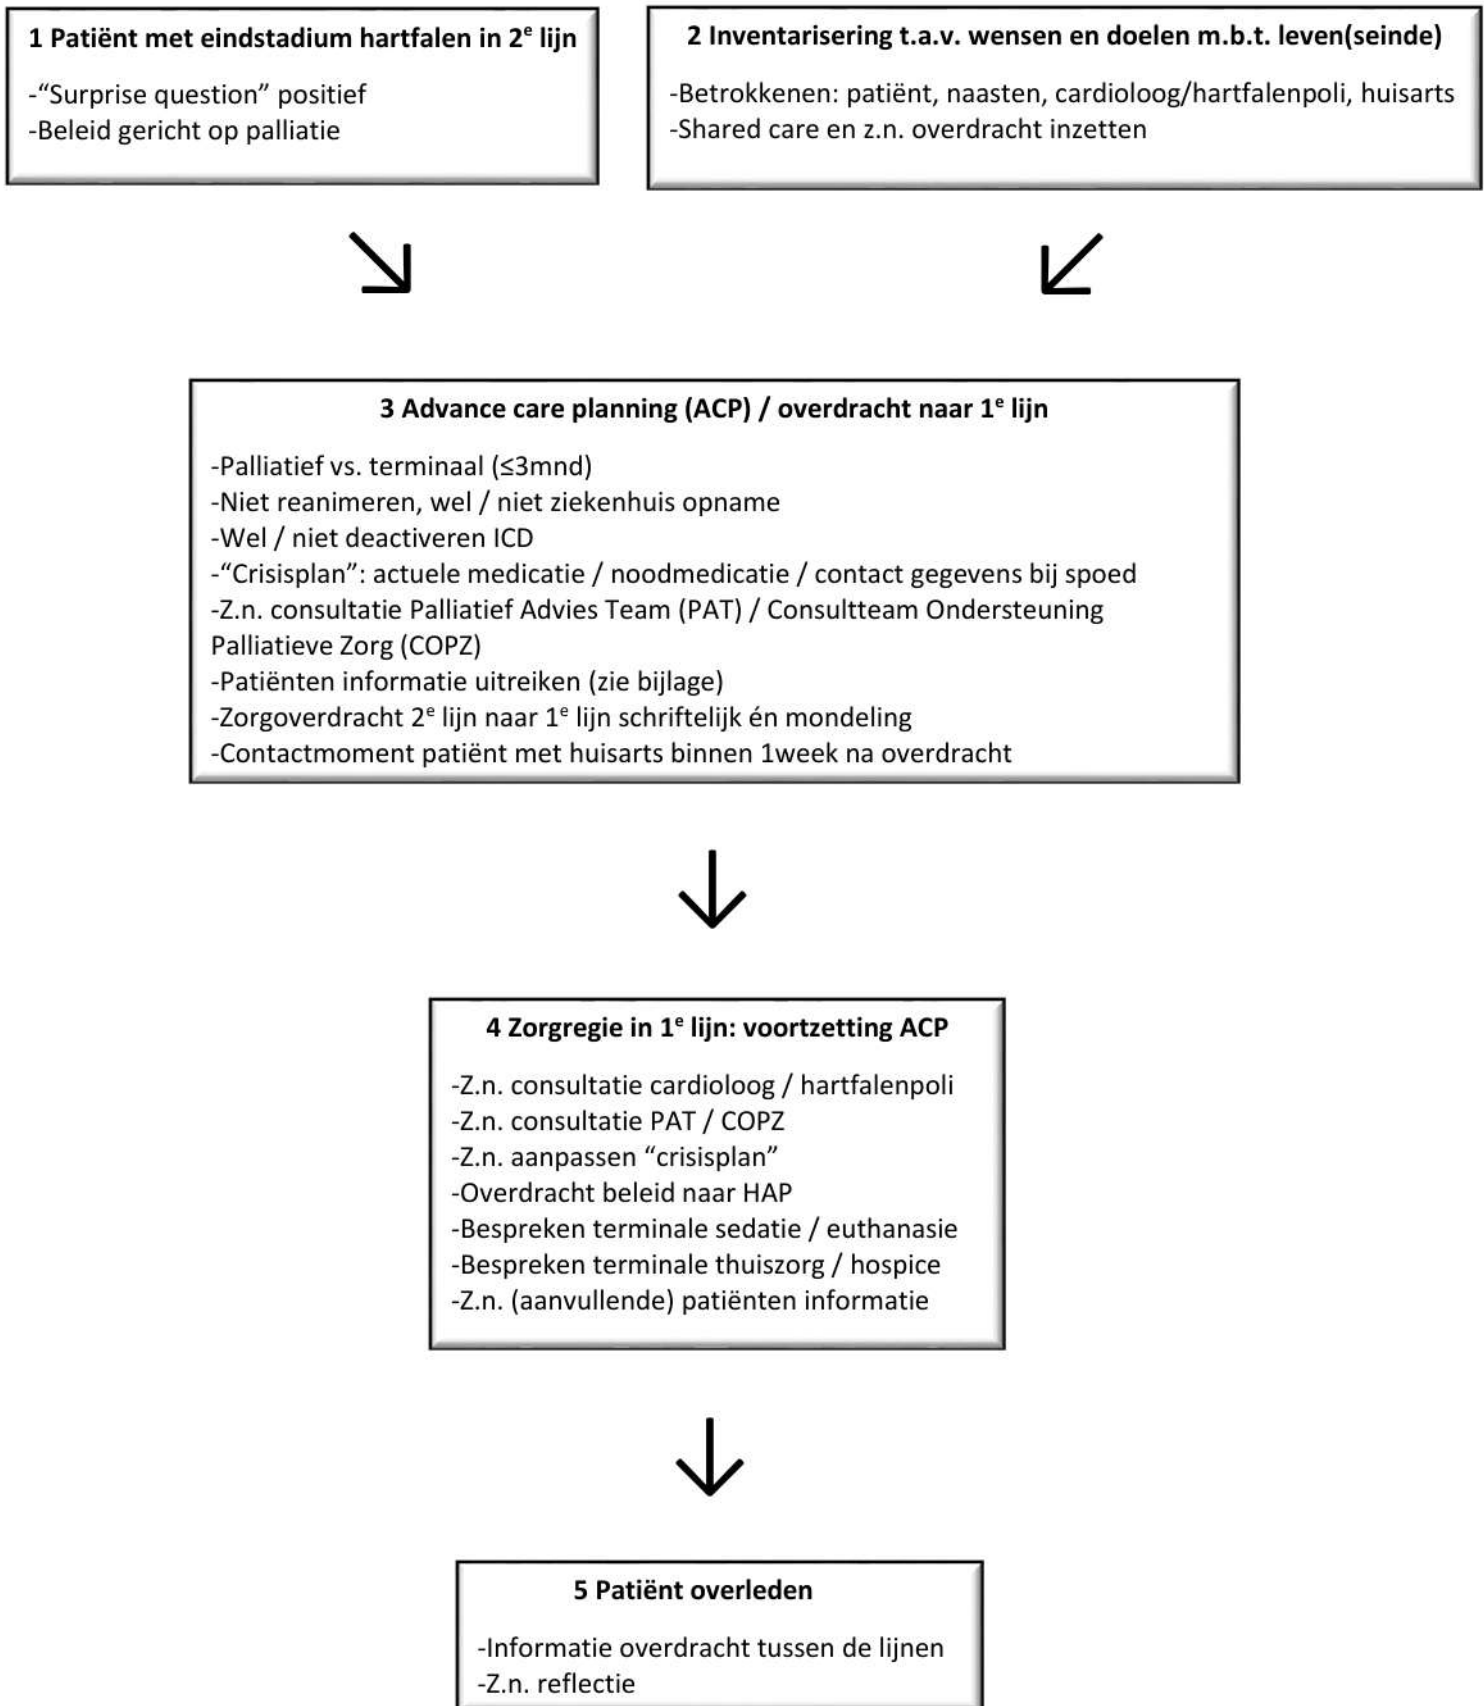 1 Patiënt met eindstadium hartfalen in 2e lijn
-“Surprise question” positief
-Beleid gericht op palliatie
2 Inventarisering t.a.v. wensen en doelen m.b.t. leven(seinde)
-Betrokkenen: patiënt, naasten, cardioloog/hartfalenpoli, huisarts
-Shared care en z.n. overdracht inzetten
3 Advance care planning (ACP) / overdracht naar 1e lijn
-Palliatief vs. terminaal (≤3mnd)
-Niet reanimeren, wel / niet ziekenhuis opname
-Wel / niet deactiveren ICD
-“Crisisplan”: actuele medicatie / noodmedicatie / contact gegevens bij spoed
-Z.n. consultatie Palliatief Advies Team (PAT) / Consultteam Ondersteuning
Palliatieve Zorg (COPZ)
-Patiënten informatie uitreiken (zie bijlage)
-Zorgoverdracht 2e lijn naar 1e lijn schriftelijk én mondeling
-Contactmoment patiënt met huisarts binnen 1week na overdracht
4 Zorgregie in 1e lijn: voortzetting ACP
-Z.n. consultatie cardioloog / hartfalenpoli
-Z.n. consultatie PAT / COPZ
-Z.n. aanpassen “crisisplan”
-Overdracht beleid naar HAP
-Bespreken terminale sedatie / euthanasie
-Bespreken terminale thuiszorg / hospice
-Z.n. (aanvullende) patiënten informatie
5 Patiënt overleden
-Informatie overdracht tussen de lijnen
-Z.n. reflectie